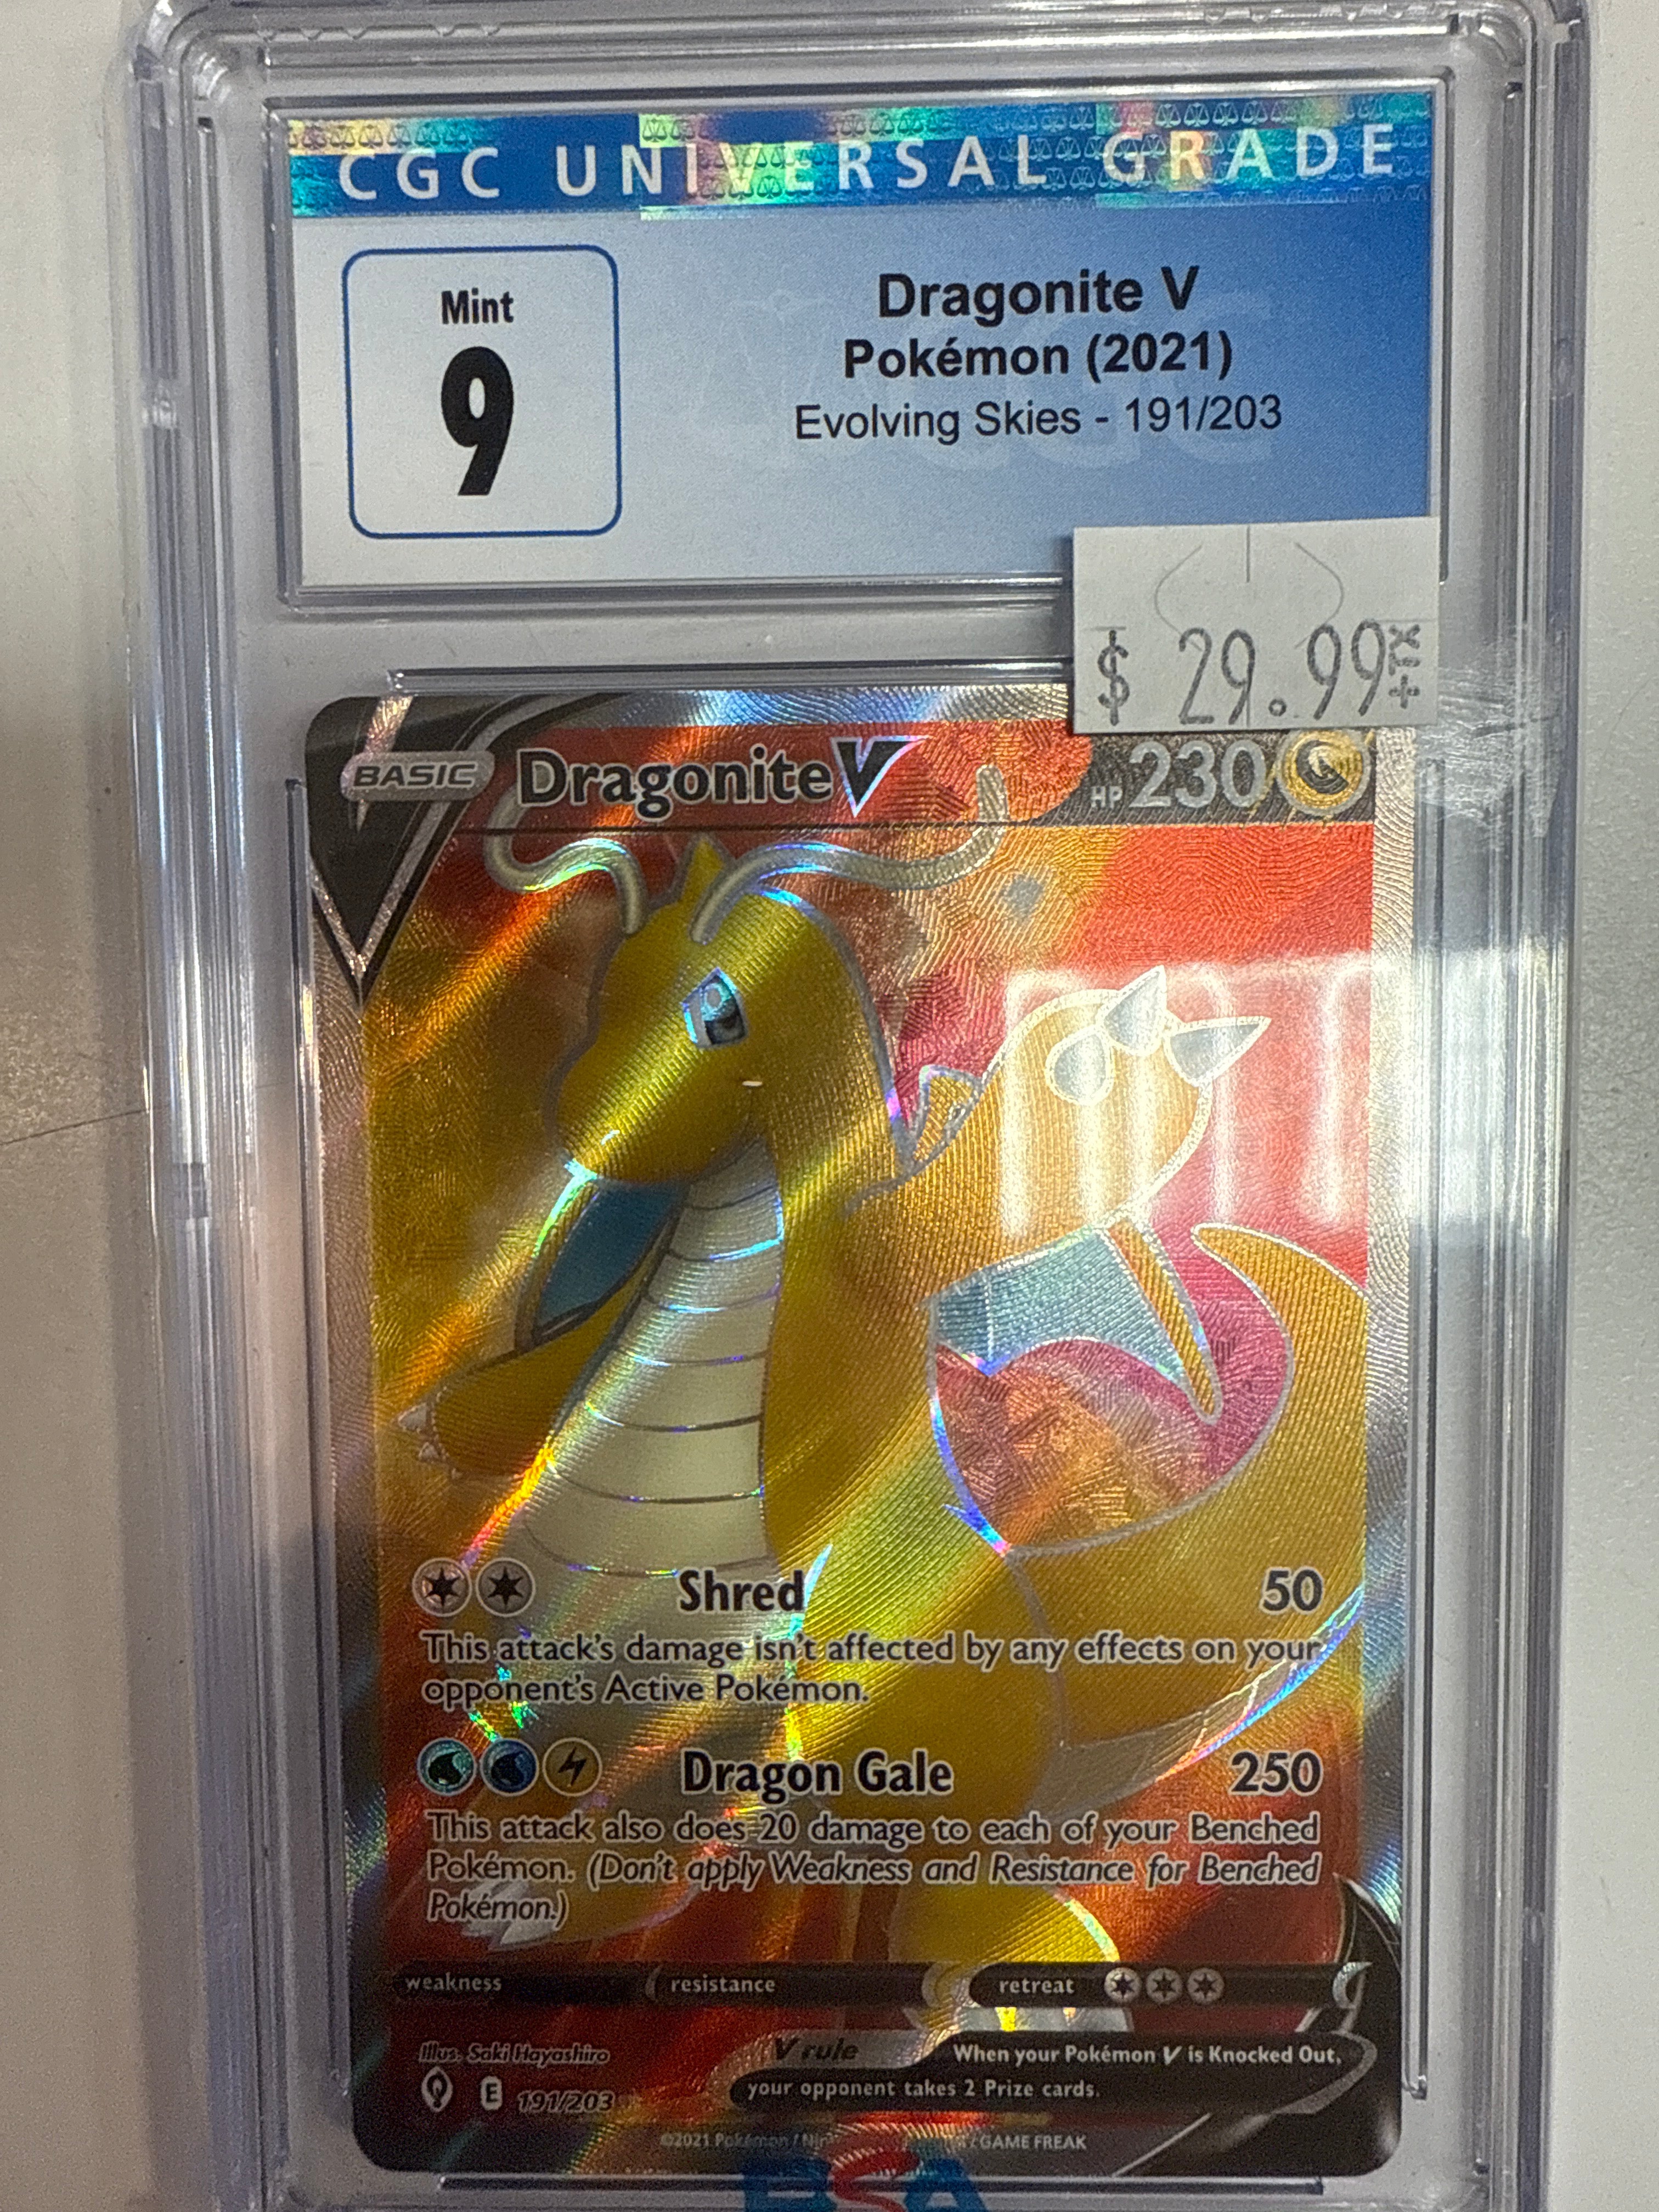 CGC UNIVERSAL GRADE
Mint
9
Dragonite V
Pokémon (2021)
Evolving Skies - 191/203
$ 29.99 +TX
BASIC Dragonite V HP 230
Shred 50
This attack's damage isn't affected by any effects on your
opponent's Active Pokémon.
Dragon Gale 250
This attack also does 20 damage to each of your Benched
Pokémon. (Don't apply Weakness and Resistance for Benched
Pokémon.)
weakness resistance retreat
Illus. Saki Hayashiro
V rule When your Pokémon V is Knocked Out,
your opponent takes 2 Prize cards.
E 191/203
©2021 Pokémon / GAME FREAK